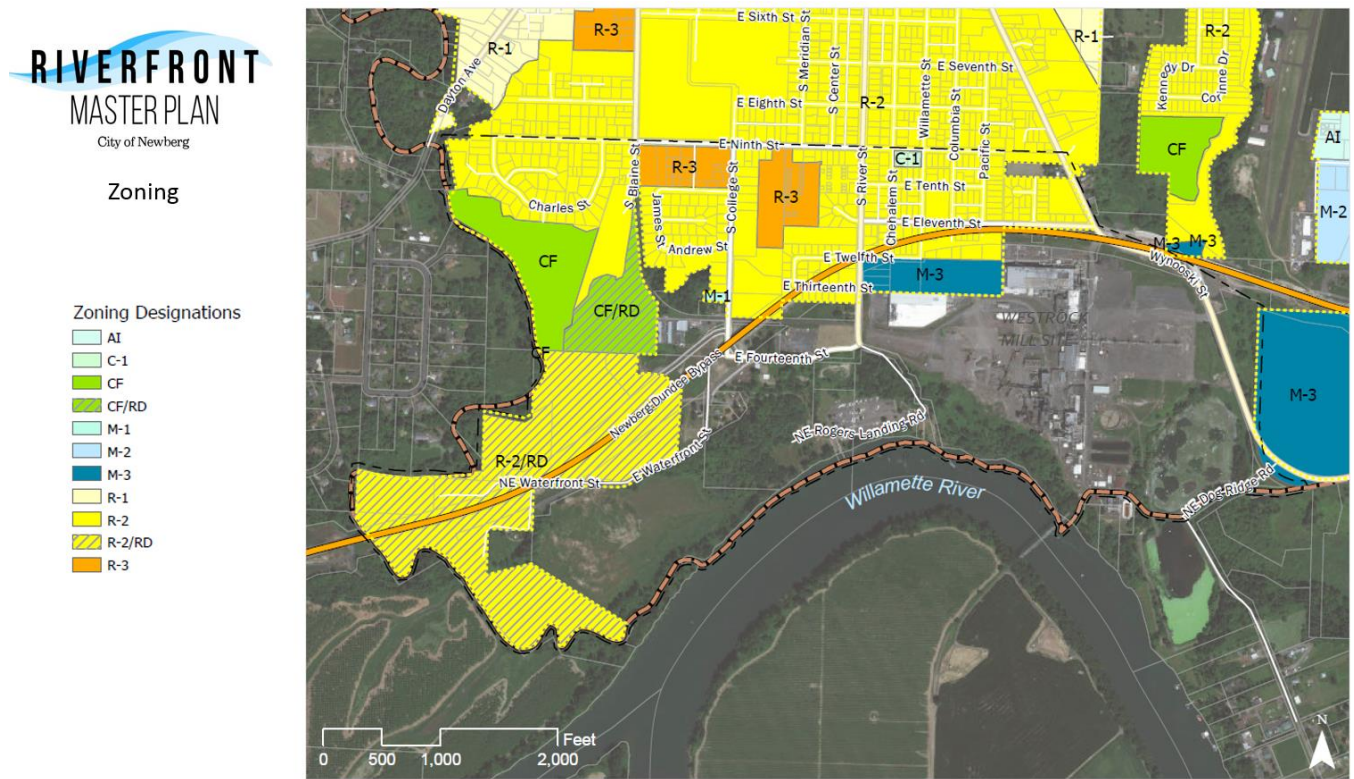 RIVERFRONT
MASTER PLAN
City of Newberg
Zoning
Zoning Designations
AI
C-1
CF
CF/RD
M-1
M-2
M-3
R-1
R-2
R-2/RD
R-3
E Sixth St
R-3
R-1
R-1
R-2
Dayton Ave
S Meridian St
S Center St
E Seventh St
Kennedy Dr
Corinne Dr
E Eighth St
R-2
Willamette St
Columbia St
Pacific St
AI
E Ninth St
S Blaine St
R-3
C-1
CF
S College St
R-3
S River St
Chehalem St
E Tenth St
Charles St
James St
M-2
E Eleventh St
Andrew St
M-3
M-3
CF
E Twelfth St
Wynooski St
M-3
E Thirteenth St
M-1
CF/RD
WESTROCK
MILL SITE
CF
E Fourteenth St
Newberg-Dundee Bypass
M-3
NE Rogers Landing Rd
R-2/RD
E Waterfront St
NE Waterfront St
Willamette River
NE Dog Ridge Rd
Feet
0 500 1,000 2,000
N